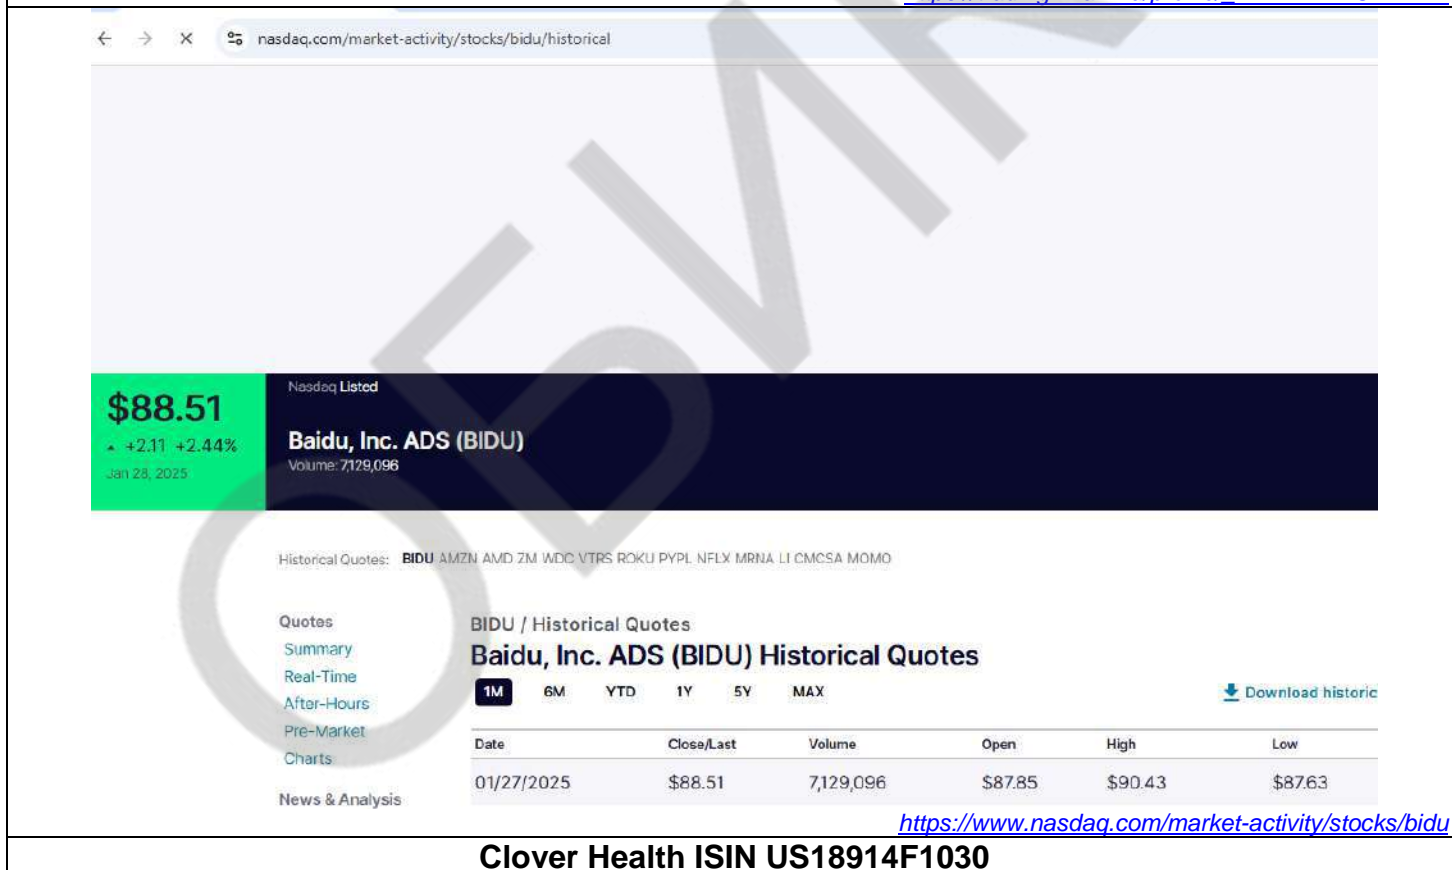 nasdaq.com/market-activity/stocks/bidu/historical
$88.51
+2.11 +2.44%
Jan 28, 2025
Nasdaq Listed
Baidu, Inc. ADS (BIDU)
Volume: 7,129,096
Historical Quotes: BIDU AMZN AMD ZM WDC VTRS ROKU PYPL NFLX MRNA LI CMCSA MOMO
Quotes
Summary
Real-Time
After-Hours
Pre-Market
Charts
News & Analysis
BIDU / Historical Quotes
Baidu, Inc. ADS (BIDU) Historical Quotes
1M 6M YTD 1Y 5Y MAX
Download historic
Date Close/Last Volume Open High Low
01/27/2025 $88.51 7,129,096 $87.85 $90.43 $87.63
https://www.nasdaq.com/market-activity/stocks/bidu
Clover Health ISIN US18914F1030